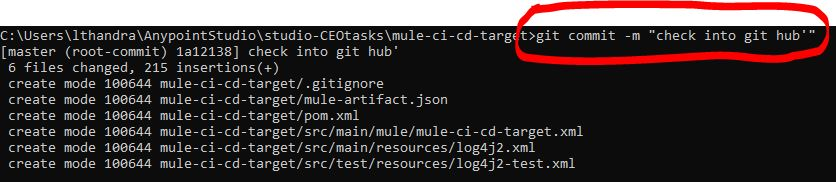 C:\Users\lthandra\AnypointStudio\studio-CEOtasks\mule-ci-cd-target>git commit -m "check into git hub'"
[master (root-commit) 1a12138] check into git hub'
 6 files changed, 215 insertions(+)
 create mode 100644 mule-ci-cd-target/.gitignore
 create mode 100644 mule-ci-cd-target/mule-artifact.json
 create mode 100644 mule-ci-cd-target/pom.xml
 create mode 100644 mule-ci-cd-target/src/main/mule/mule-ci-cd-target.xml
 create mode 100644 mule-ci-cd-target/src/main/resources/log4j2.xml
 create mode 100644 mule-ci-cd-target/src/test/resources/log4j2-test.xml